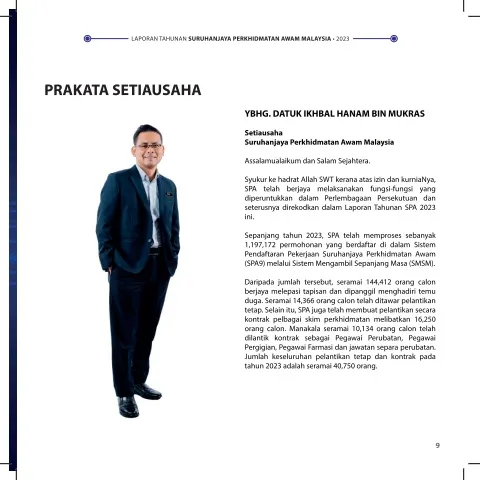 LAPORAN TAHUNAN SURUHANJAYA PERKHIDMATAN AWAM MALAYSIA • 2023
PRAKATA SETIAUSAHA
YBHG. DATUK IKHBAL HANAM BIN MUKRAS
Setiausaha
Suruhanjaya Perkhidmatan Awam Malaysia
Assalamualaikum dan Salam Sejahtera.
Syukur ke hadrat Allah SWT kerana atas izin dan kurniaNya,
SPA telah berjaya melaksanakan fungsi-fungsi yang
diperuntukkan dalam Perlembagaan Persekutuan dan
seterusnya direkodkan dalam Laporan Tahunan SPA 2023
ini.
Sepanjang tahun 2023, SPA telah memproses sebanyak
1,197,172 permohonan yang berdaftar di dalam Sistem
Pendaftaran Pekerjaan Suruhanjaya Perkhidmatan Awam
(SPA9) melalui Sistem Mengambil Sepanjang Masa (SMSM).
Daripada jumlah tersebut, seramai 144,412 orang calon
berjaya melepasi tapisan dan dipanggil menghadiri temu
duga. Seramai 14,366 orang calon telah ditawar pelantikan
tetap. Selain itu, SPA juga telah membuat pelantikan secara
kontrak pelbagai skim perkhidmatan melibatkan 16,250
orang calon. Manakala seramai 10,134 orang calon telah
dilantik kontrak sebagai Pegawai Perubatan, Pegawai
Pergigian, Pegawai Farmasi dan jawatan separa perubatan.
Jumlah keseluruhan pelantikan tetap dan kontrak pada
tahun 2023 adalah seramai 40,750 orang.
9